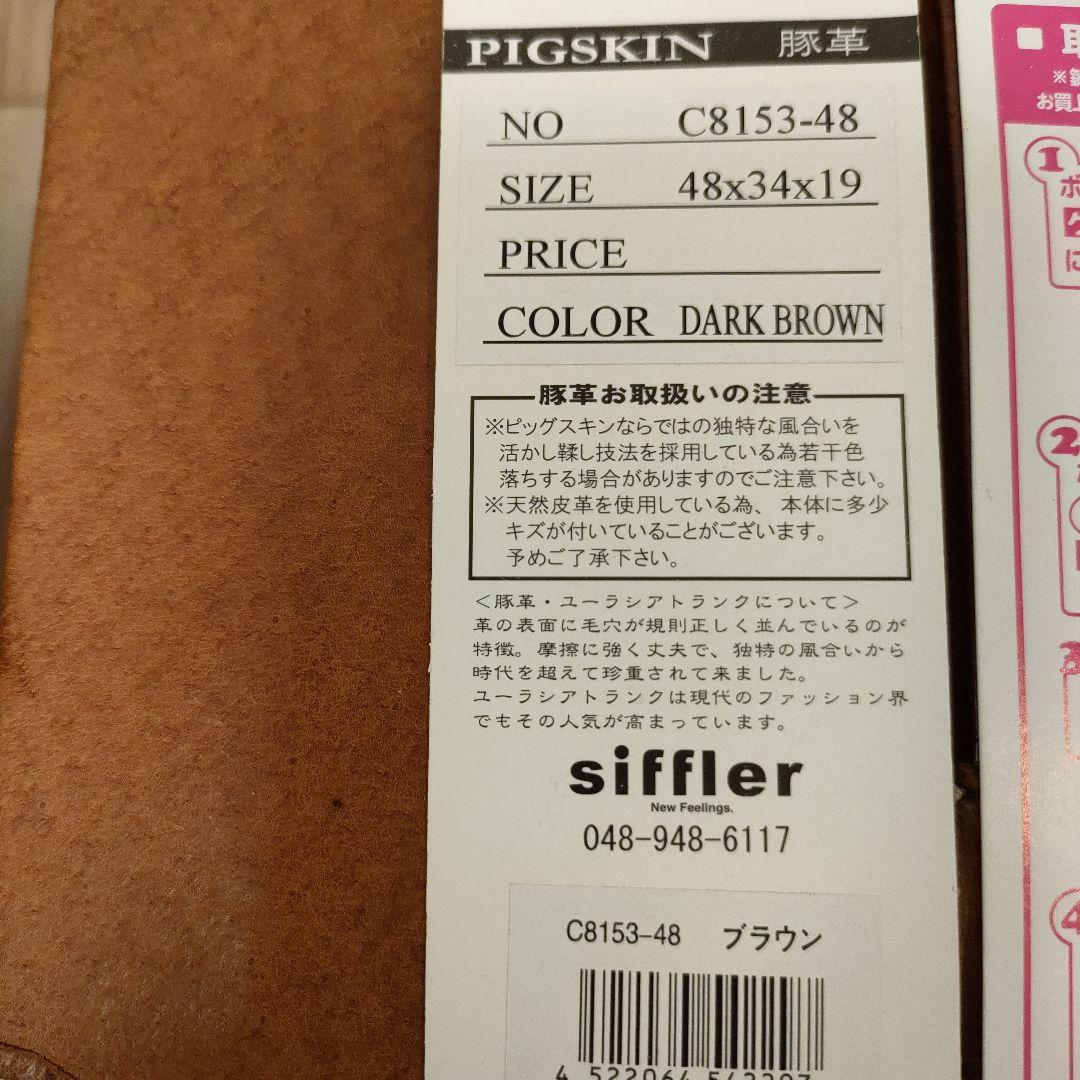 PIGSKIN 豚革
NO C8153-48
SIZE 48x34x19
PRICE
COLOR DARK BROWN
豚革お取扱いの注意
※ピッグスキンならではの独特な風合いを
活かし鞣し技法を採用している為若干色
落ちする場合がありますのでご注意下さい。
※天然皮革を使用している為、本体に多少
キズが付いていることがございます。
予めご了承下さい。
<豚革・ユーラシアトランクについて>
革の表面に毛穴が規則正しく並んでいるのが
特徴。摩擦に強く丈夫で、独特の風合いから
時代を超えて珍重されて来ました。
ユーラシアトランクは現代のファッション界
でもその人気が高まっています。
siffler
New Feelings.
048-948-6117
C8153-48 ブラウン
4 522064
お買
1
ボ
に
2
3
4